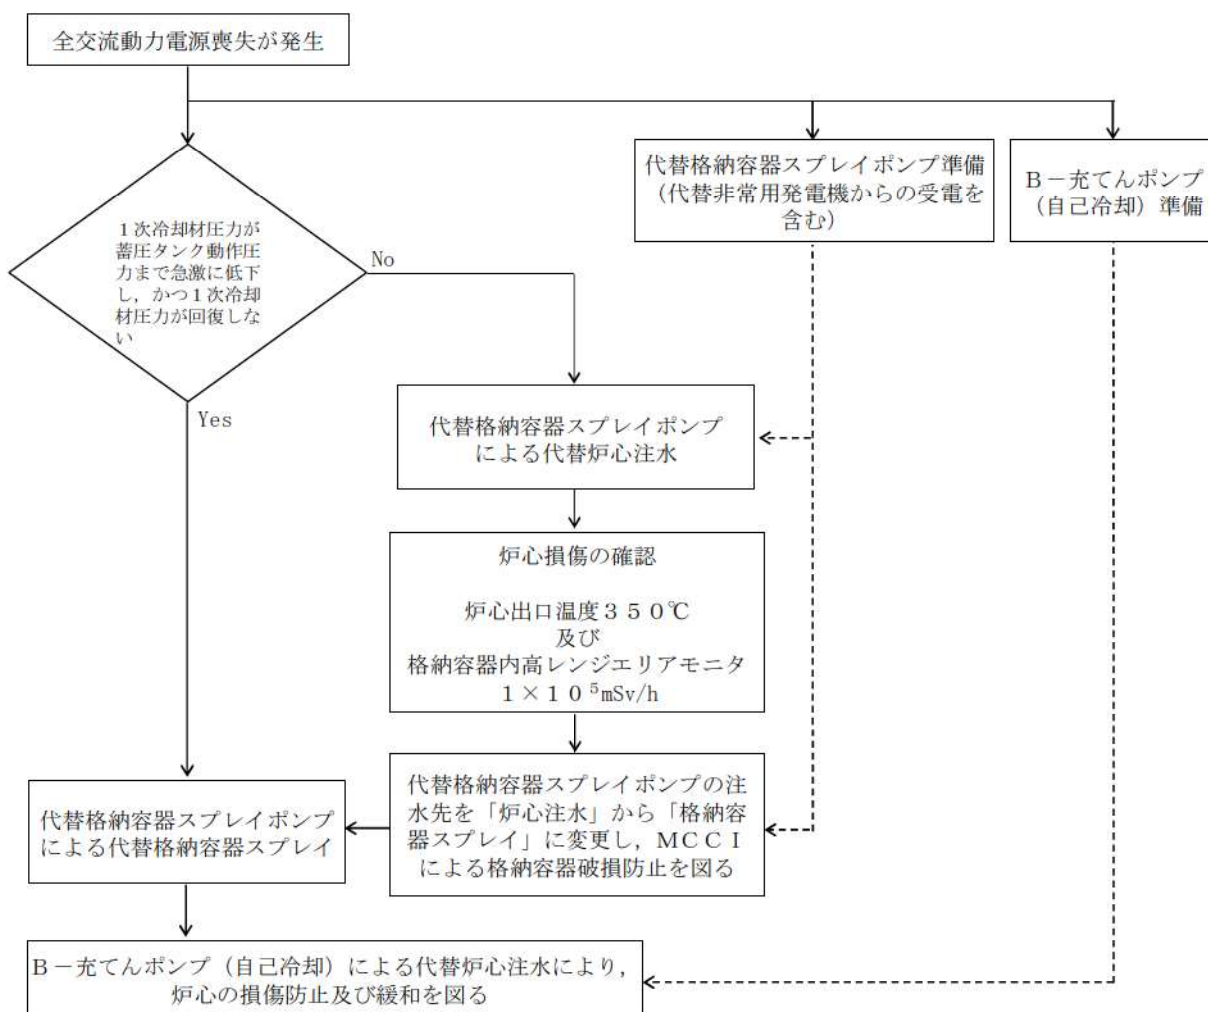 全交流動力電源喪失が発生
代替格納容器スプレイポンプ準備
（代替非常用発電機からの受電を
含む）
Ｂ－充てんポンプ
（自己冷却）準備
１次冷却材圧力が
蓄圧タンク動作圧
力まで急激に低下
し，かつ１次冷却
材圧力が回復しな
い
No
Yes
代替格納容器スプレイポンプ
による代替炉心注水
炉心損傷の確認
炉心出口温度３５０℃
及び
格納容器内高レンジエリアモニタ
１×１０⁵mSv/h
代替格納容器スプレイポンプの注
水先を「炉心注水」から「格納容
器スプレイ」に変更し，ＭＣＣＩ
による格納容器破損防止を図る
代替格納容器スプレイポンプ
による代替格納容器スプレイ
Ｂ－充てんポンプ（自己冷却）による代替炉心注水により，
炉心の損傷防止及び緩和を図る